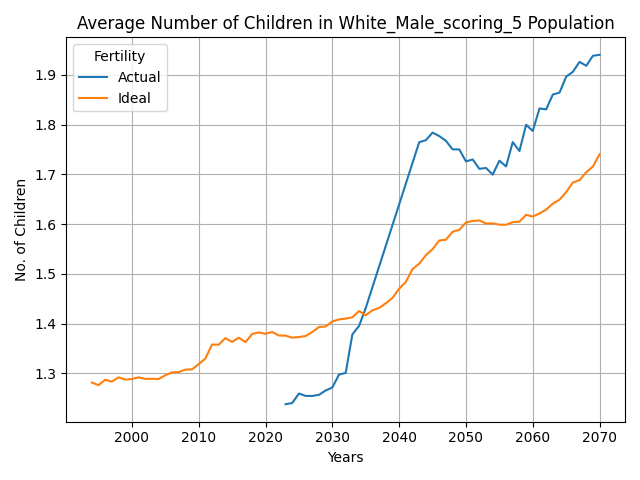 Average Number of Children in White_Male_scoring_5 Population
Fertility
Actual
Ideal
No. of Children
1.9
1.8
1.7
1.6
1.5
1.4
1.3
2000 2010 2020 2030 2040 2050 2060 2070
Years